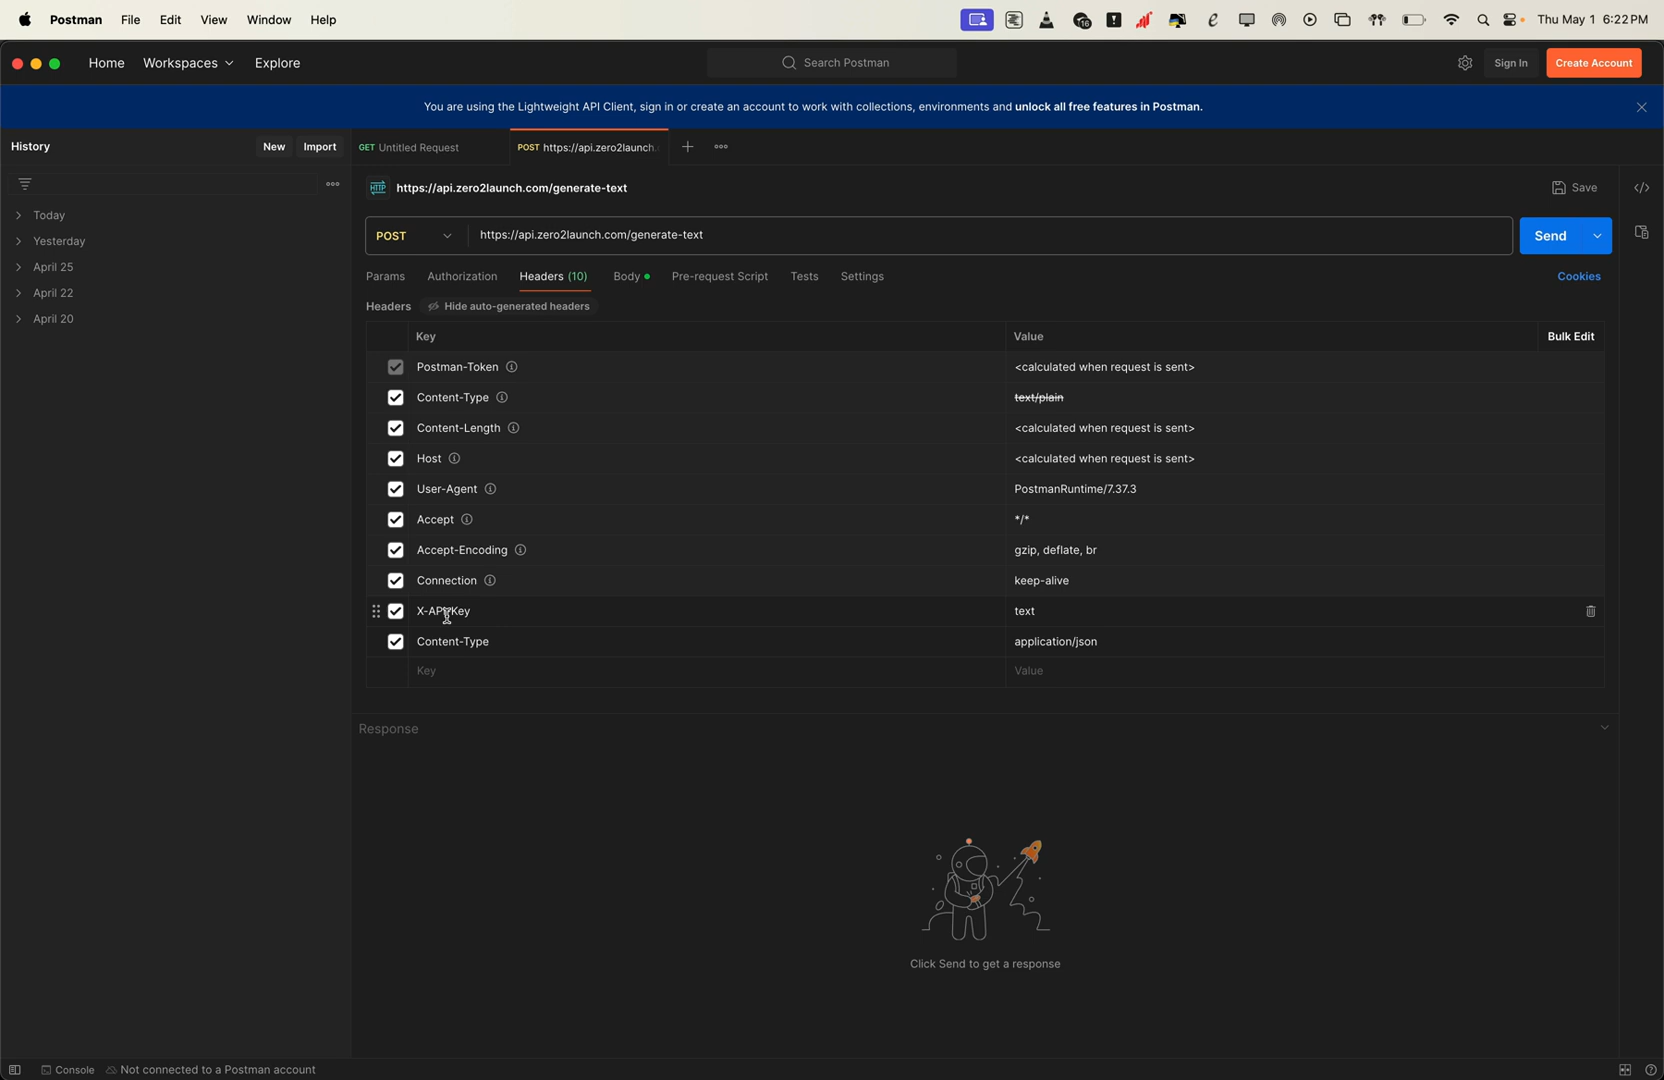 Postman File Edit View Window Help Thu May 1 6:22 PM
Home Workspaces Explore Search Postman Sign In Create Account
You are using the Lightweight API Client, sign in or create an account to work with collections, environments and unlock all free features in Postman.
History New Import GET Untitled Request POST https://api.zero2launch.
HTTP https://api.zero2launch.com/generate-text Save
POST https://api.zero2launch.com/generate-text Send
Today
Yesterday
April 25
April 22
April 20
Params Authorization Headers (10) Body Pre-request Script Tests Settings Cookies
Headers Hide auto-generated headers
Key Value Bulk Edit
Postman-Token <calculated when request is sent>
Content-Type text/plain
Content-Length <calculated when request is sent>
Host <calculated when request is sent>
User-Agent PostmanRuntime/7.37.3
Accept */*
Accept-Encoding gzip, deflate, br
Connection keep-alive
X-API-Key text
Content-Type application/json
Key Value
Response
Click Send to get a response
Console Not connected to a Postman account